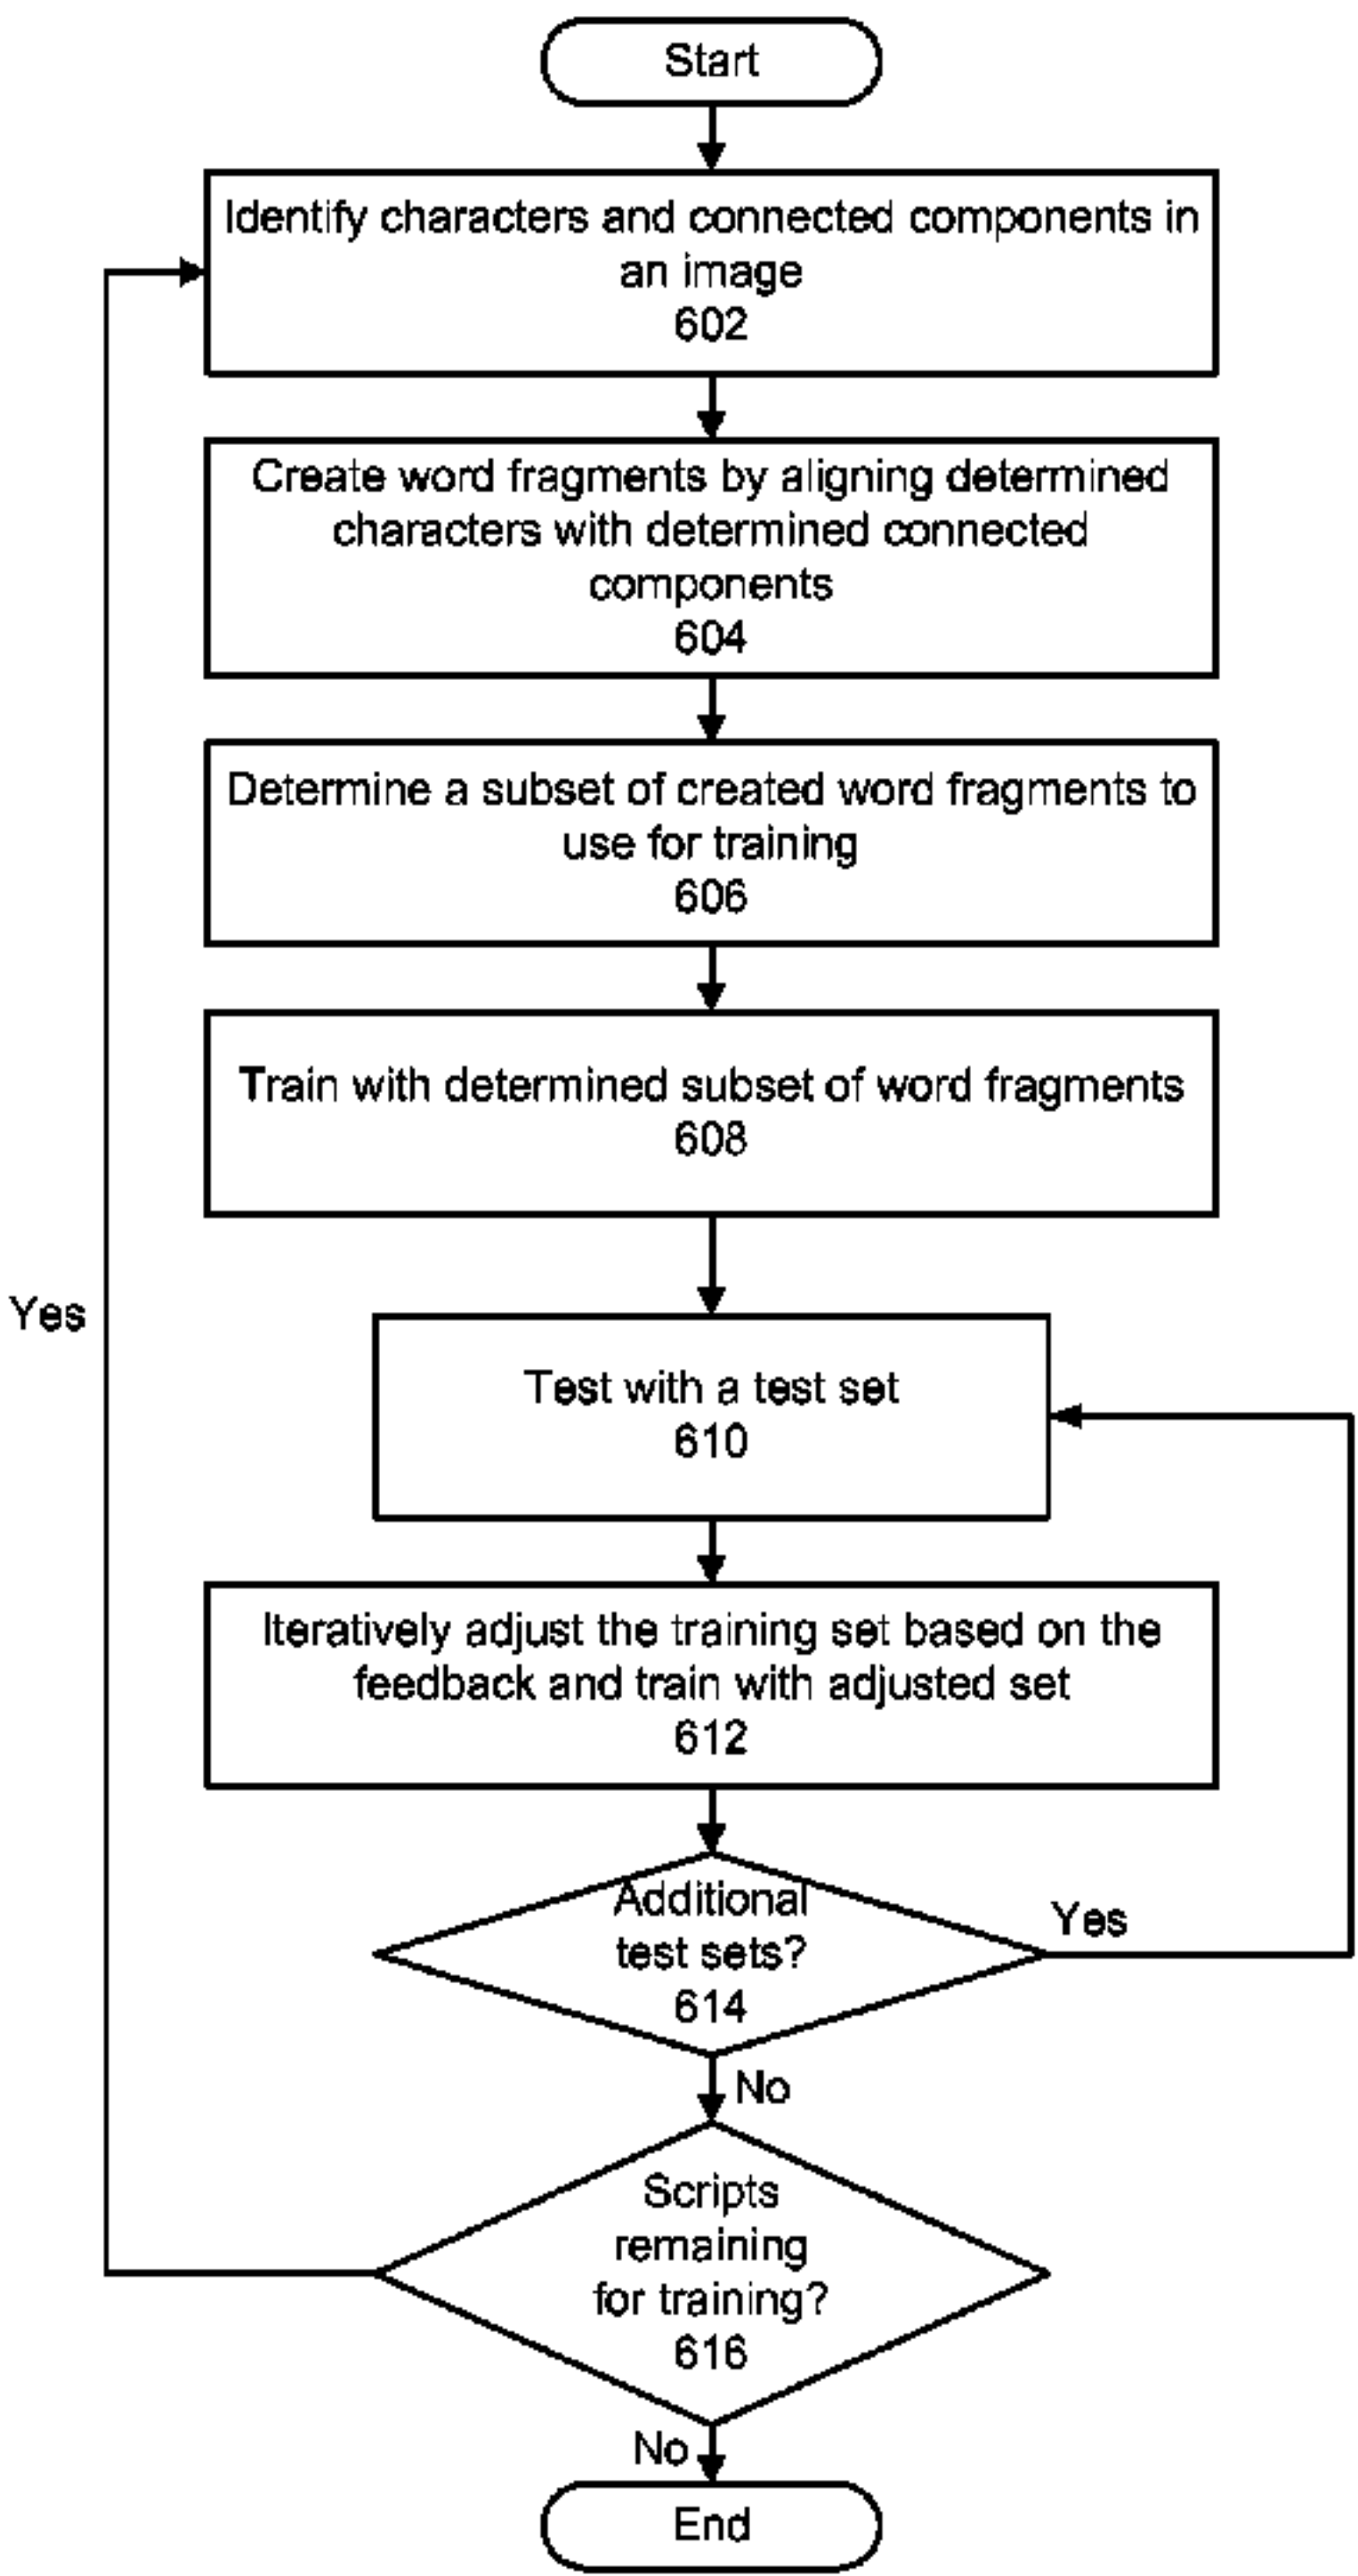 Start
Identify characters and connected components in
an image
602
Create word fragments by aligning determined
characters with determined connected
components
604
Determine a subset of created word fragments to
use for training
606
Train with determined subset of word fragments
608
Yes
Test with a test set
610
Iteratively adjust the training set based on the
feedback and train with adjusted set
612
Additional
test sets?
614
Yes
No
Scripts
remaining
for training?
616
No
End